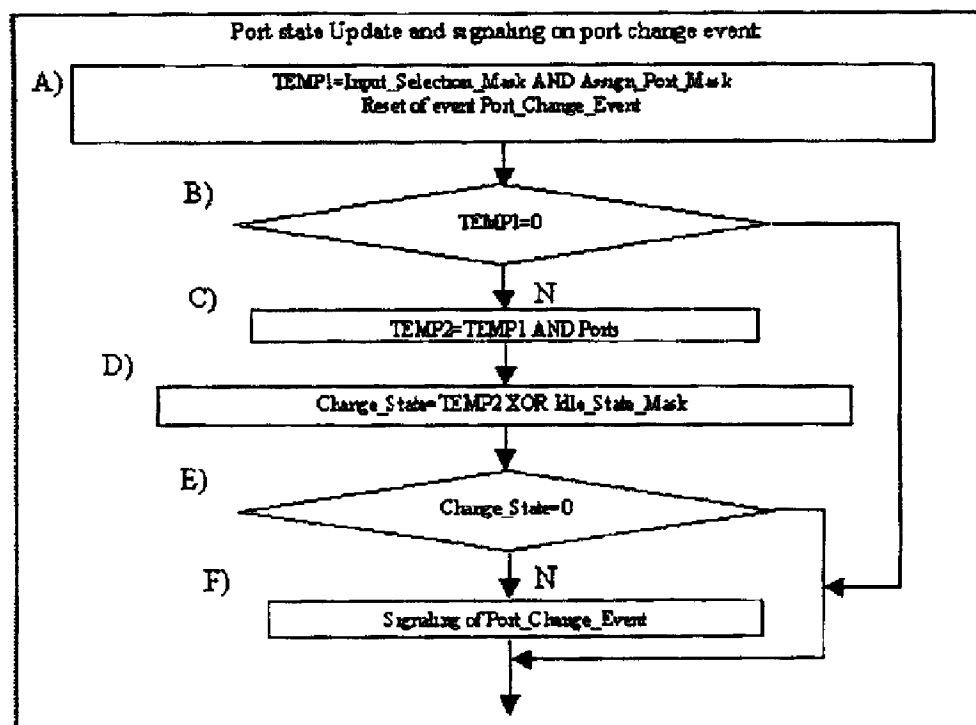 Port state Update and signaling on port change event
A)
TEMP1=Input_Selection_Mask AND Assign_Port_Mask
Reset of event Port_Change_Event
B)
TEMP1=0
N
C)
TEMP2=TEMP1 AND Ports
D)
Change_State=TEMP2 XOR Idle_State_Mask
E)
Change_State=0
N
F)
Signaling of Port_Change_Event